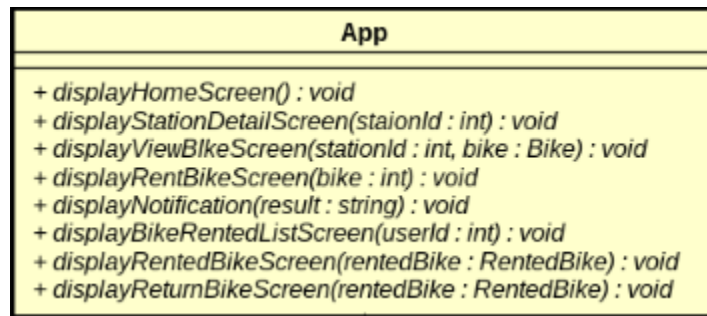 App
+ displayHomeScreen() : void
+ displayStationDetailScreen(staionId : int) : void
+ displayViewBIkeScreen(stationId : int, bike : Bike) : void
+ displayRentBikeScreen(bike : int) : void
+ displayNotification(result : string) : void
+ displayBikeRentedListScreen(userId : int) : void
+ displayRentedBikeScreen(rentedBike : RentedBike) : void
+ displayReturnBikeScreen(rentedBike : RentedBike) : void